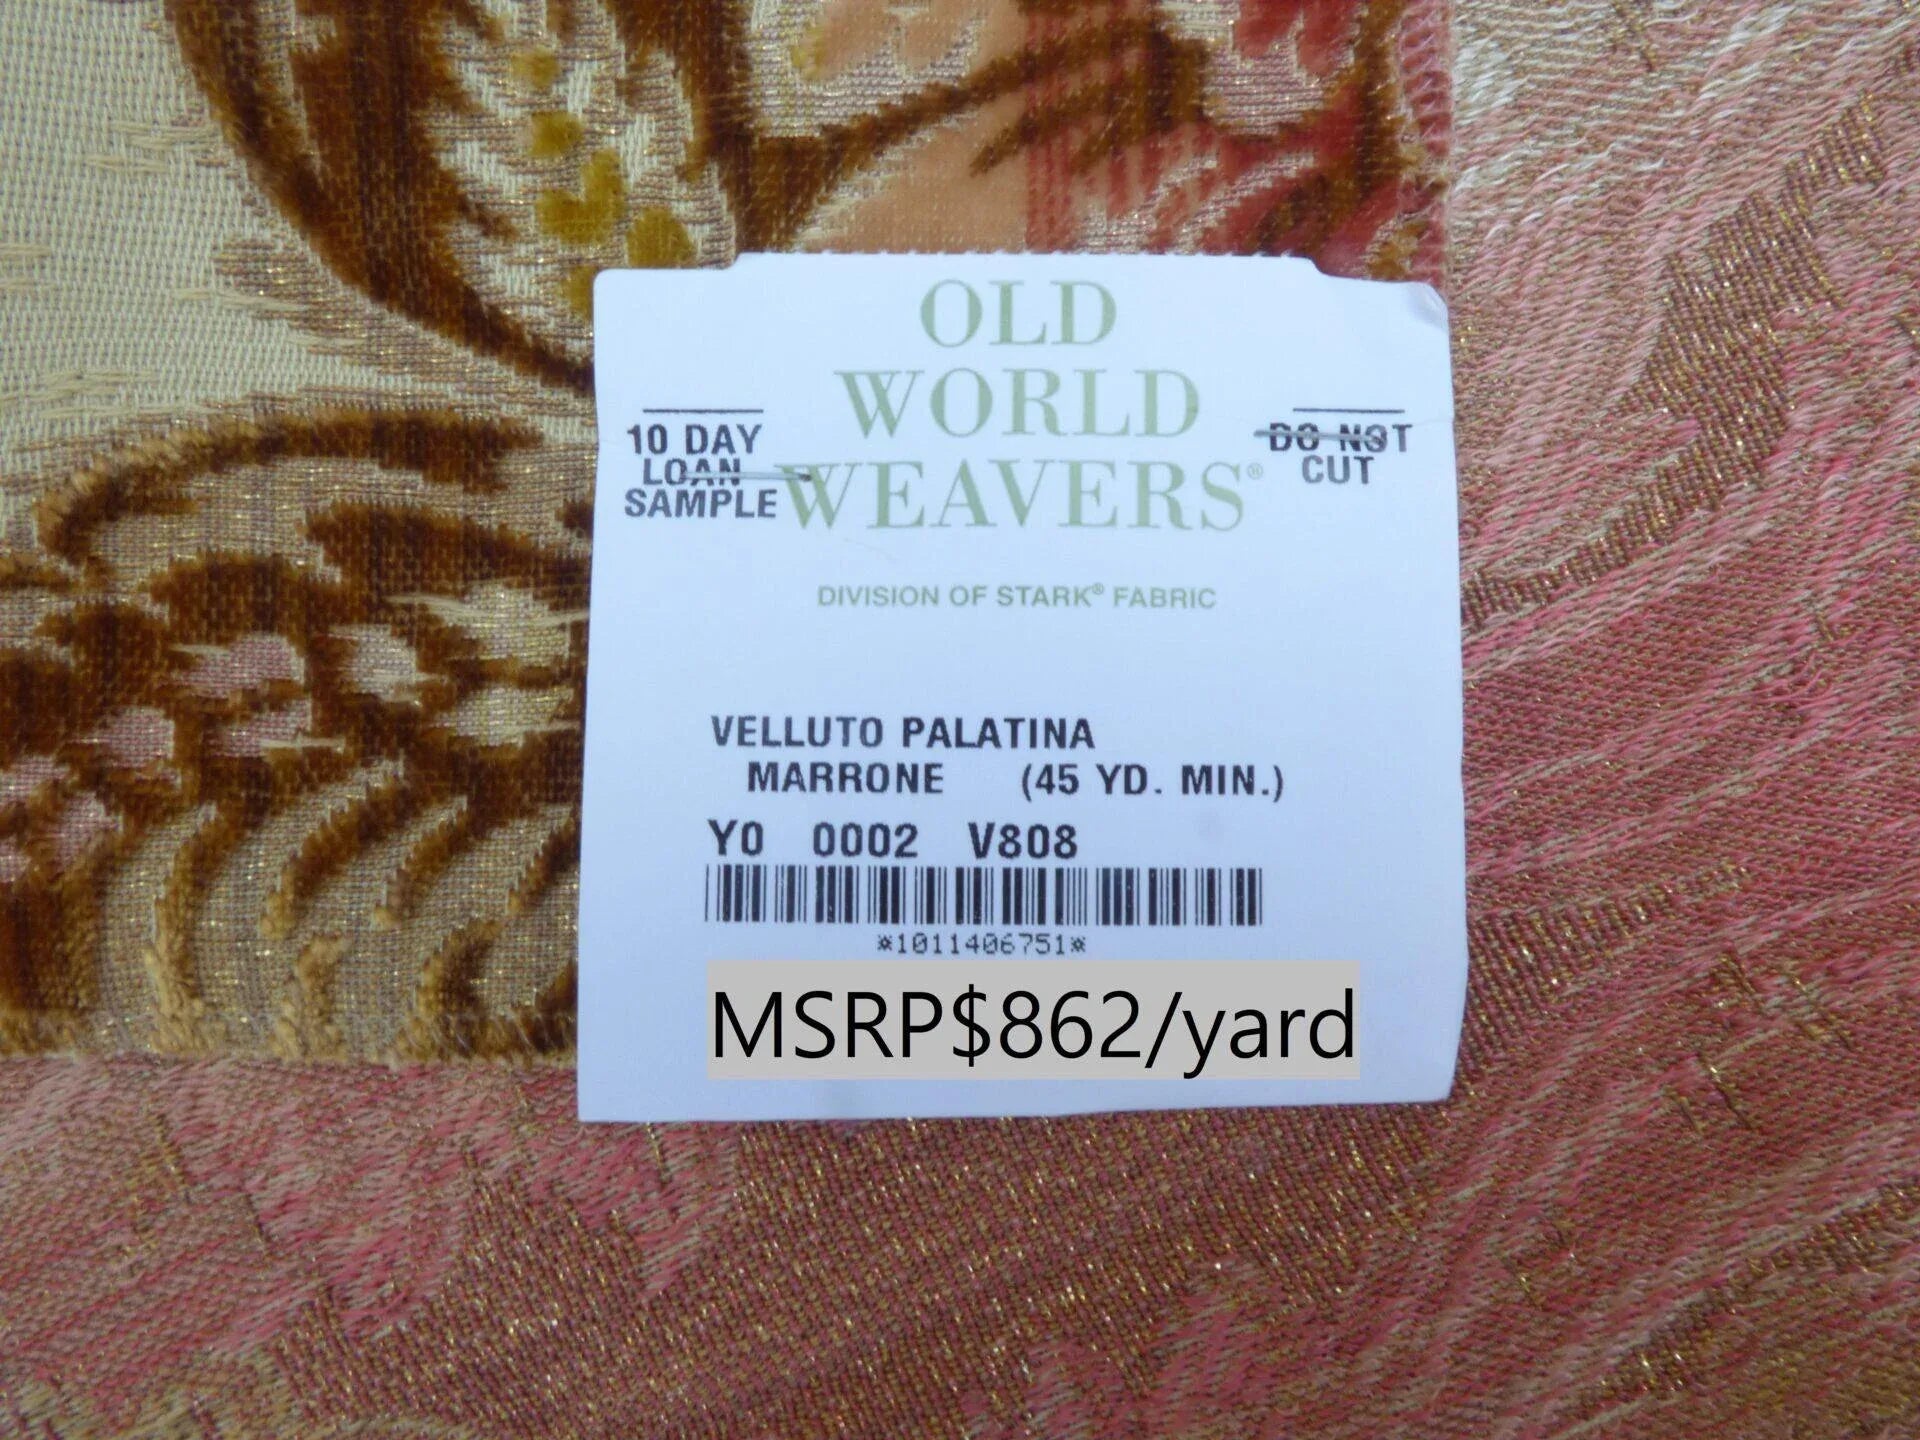 OLD
WORLD
WEAVERS®
10 DAY
LOAN
SAMPLE
DO NOT
CUT
DIVISION OF STARK® FABRIC
VELLUTO PALATINA
MARRONE (45 YD. MIN.)
Y0 0002 V808
*1011406751*
MSRP$862/yard